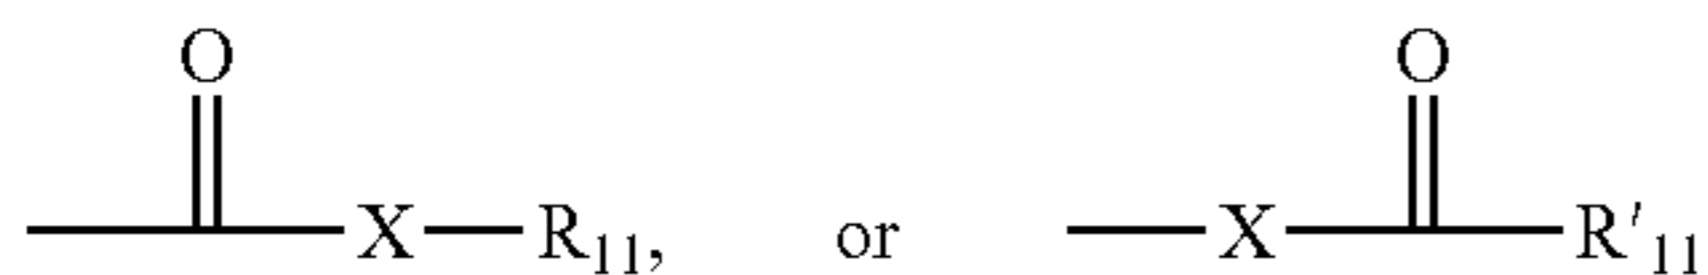 O O
X R₁₁, or X R'₁₁